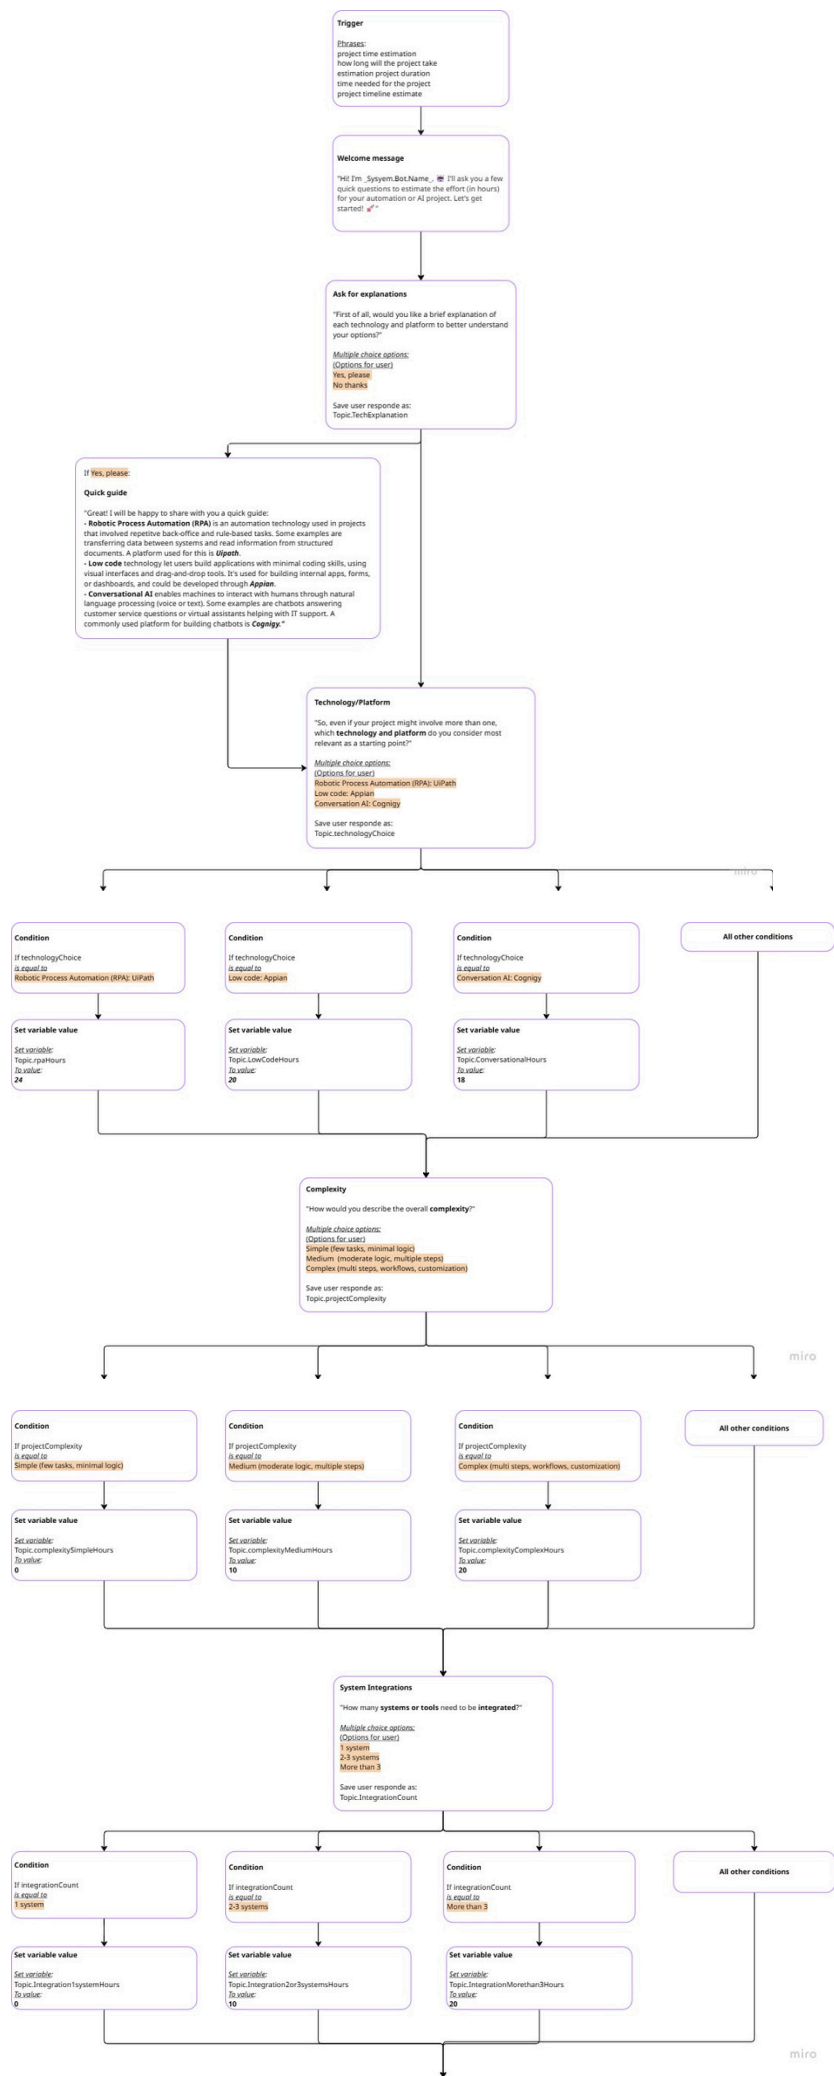 Trigger
Phrases:
project time estimation
how long will the project take
estimation project duration
time needed for the project
project timeline estimate
Welcome message
"Hi! I'm _Sysyem.Bot.Name_. 👾 I'll ask you a few
quick questions to estimate the effort (in hours)
for your automation or AI project. Let's get
started! 🚀"
Ask for explanations
"First of all, would you like a brief explanation of
each technology and platform to better understand
your options?"
Multiple choice options:
(Options for user)
Yes, please
No thanks
Save user responde as:
Topic.TechExplanation
If Yes, please:
Quick guide
"Great! I will be happy to share with you a quick guide:
- Robotic Process Automation (RPA) is an automation technology used in projects
that involved repetitve back-office and rule-based tasks. Some examples are
transferring data between systems and read information from structured
documents. A platform used for this is Uipath.
- Low code technology let users build applications with minimal coding skills, using
visual interfaces and drag-and-drop tools. It's used for building internal apps, forms,
or dashboards, and could be developed through Appian.
- Conversational AI enables machines to interact with humans through natural
language processing (voice or text). Some examples are chatbots answering
customer service questions or virtual assistants helping with IT support. A
commonly used platform for building chatbots is Cognigy."
Technology/Platform
"So, even if your project might involve more than one,
which technology and platform do you consider most
relevant as a starting point?"
Multiple choice options:
(Options for user)
Robotic Process Automation (RPA): UiPath
Low code: Appian
Conversation AI: Cognigy
Save user responde as:
Topic.technologyChoice
miro
Condition
If technologyChoice
is equal to
Robotic Process Automation (RPA): UiPath
Condition
If technologyChoice
is equal to
Low code: Appian
Condition
If technologyChoice
is equal to
Conversation AI: Cognigy
All other conditions
Set variable value
Set variable:
Topic.rpaHours
To value:
24
Set variable value
Set variable:
Topic.LowCodeHours
To value:
20
Set variable value
Set variable:
Topic.ConversationalHours
To value:
18
Complexity
"How would you describe the overall complexity?"
Multiple choice options:
(Options for user)
Simple (few tasks, minimal logic)
Medium (moderate logic, multiple steps)
Complex (multi steps, workflows, customization)
Save user responde as:
Topic.projectComplexity
miro
Condition
If projectComplexity
is equal to
Simple (few tasks, minimal logic)
Condition
If projectComplexity
is equal to
Medium (moderate logic, multiple steps)
Condition
If projectComplexity
is equal to
Complex (multi steps, workflows, customization)
All other conditions
Set variable value
Set variable:
Topic.complexitySimpleHours
To value:
0
Set variable value
Set variable:
Topic.complexityMediumHours
To value:
10
Set variable value
Set variable:
Topic.complexityComplexHours
To value:
20
System Integrations
"How many systems or tools need to be integrated?"
Multiple choice options:
(Options for user)
1 system
2-3 systems
More than 3
Save user responde as:
Topic.IntegrationCount
Condition
If integrationCount
is equal to
1 system
Condition
If integrationCount
is equal to
2-3 systems
Condition
If integrationCount
is equal to
More than 3
All other conditions
Set variable value
Set variable:
Topic.Integration1systemHours
To value:
0
Set variable value
Set variable:
Topic.Integration2or3systemsHours
To value:
10
Set variable value
Set variable:
Topic.IntegrationMorethan3Hours
To value:
20
miro